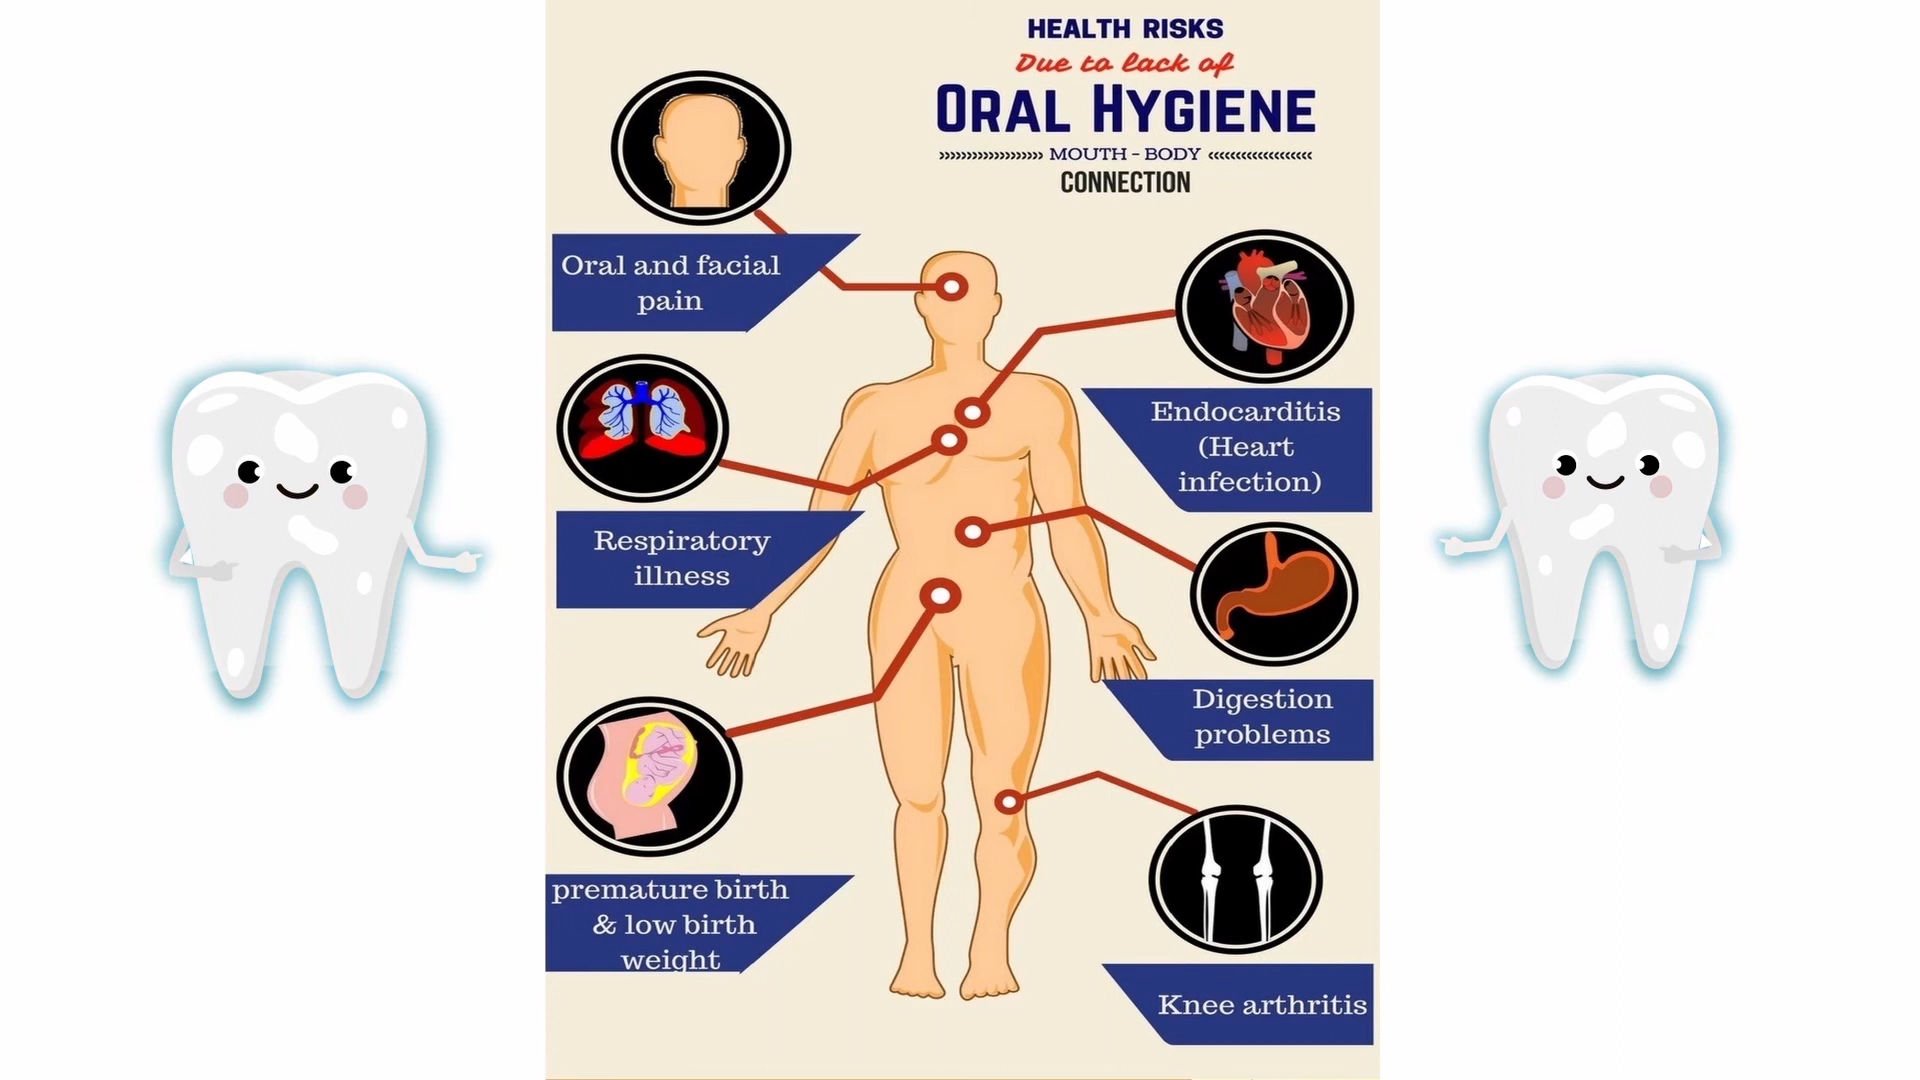 HEALTH RISKS
Due to lack of
ORAL HYGIENE
MOUTH - BODY
CONNECTION
Oral and facial
pain
Endocarditis
(Heart
infection)
Respiratory
illness
Digestion
problems
premature birth
& low birth
weight
Knee arthritis